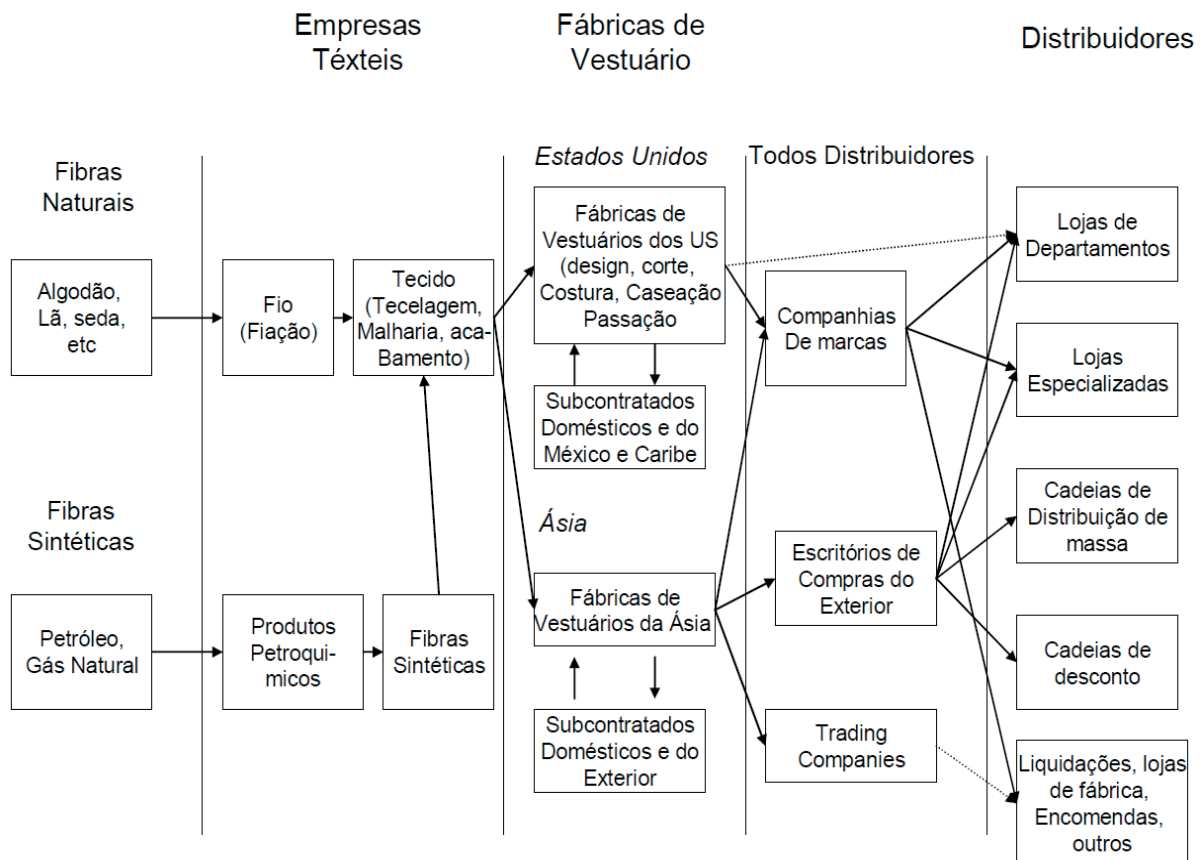 Empresas
Têxteis
Fábricas de
Vestuário
Distribuidores
Fibras
Naturais
Estados Unidos
Todos Distribuidores
Algodão,
Lã, seda,
etc
Fio
(Fiação)
Tecido
(Tecelagem,
Malharia, aca-
Bamento)
Fábricas de
Vestuários dos US
(design, corte,
Costura, Caseação
Passação
Subcontratados
Domésticos e do
México e Caribe
Companhias
De marcas
Lojas de
Departamentos
Lojas
Especializadas
Fibras
Sintéticas
Ásia
Petróleo,
Gás Natural
Produtos
Petroqui-
micos
Fibras
Sintéticas
Fábricas de
Vestuários da Ásia
Subcontratados
Domésticos e do
Exterior
Escritórios de
Compras do
Exterior
Trading
Companies
Cadeias de
Distribuição de
massa
Cadeias de
desconto
Liquidações, lojas
de fábrica,
Encomendas,
outros